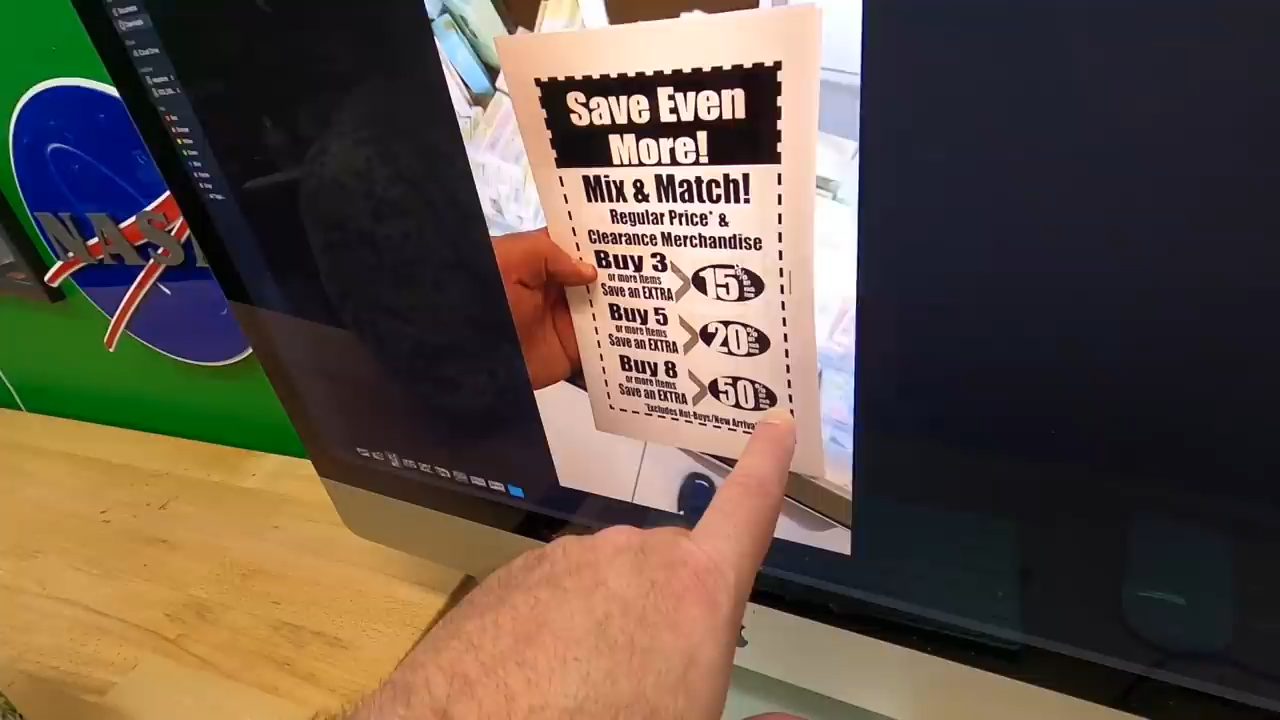 NASA
Save Even
More!
Mix & Match!
Regular Price* &
Clearance Merchandise
Buy 3
or more items
Save an EXTRA
15%
Buy 5
or more items
Save an EXTRA
20%
Buy 8
or more items
Save an EXTRA
50%
*Excludes Hot-Buys/New